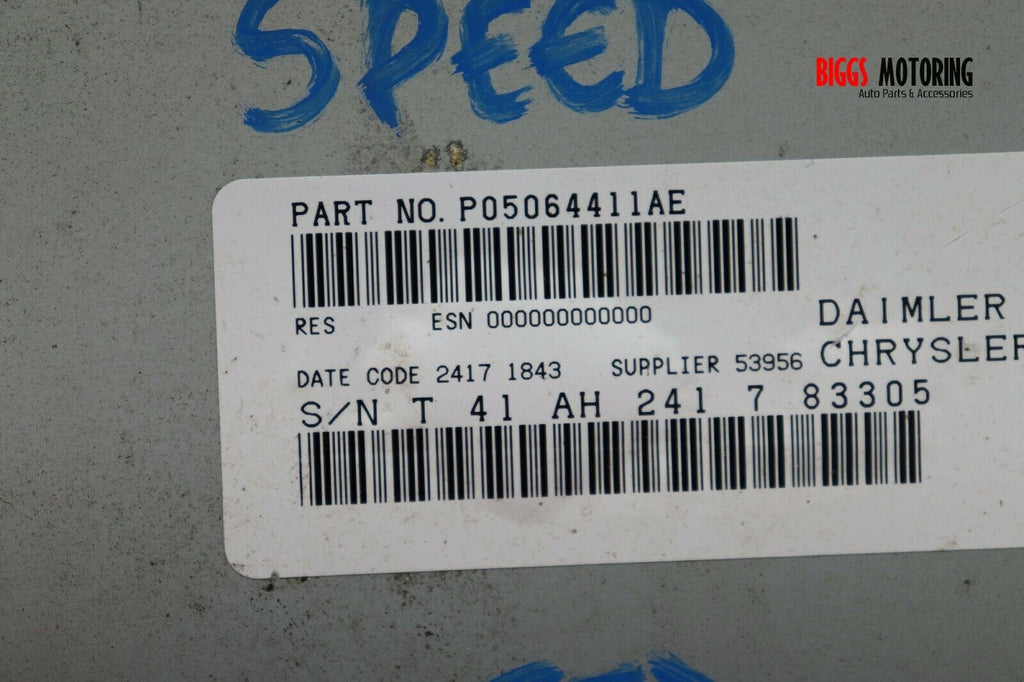 SPEED
BIGGS MOTORING
Auto Parts & Accessories
PART NO. P05064411AE
RES ESN 000000000000
DAIMLER
DATE CODE 2417 1843 SUPPLIER 53956 CHRYSLER
S/N T 41 AH 241 7 83305